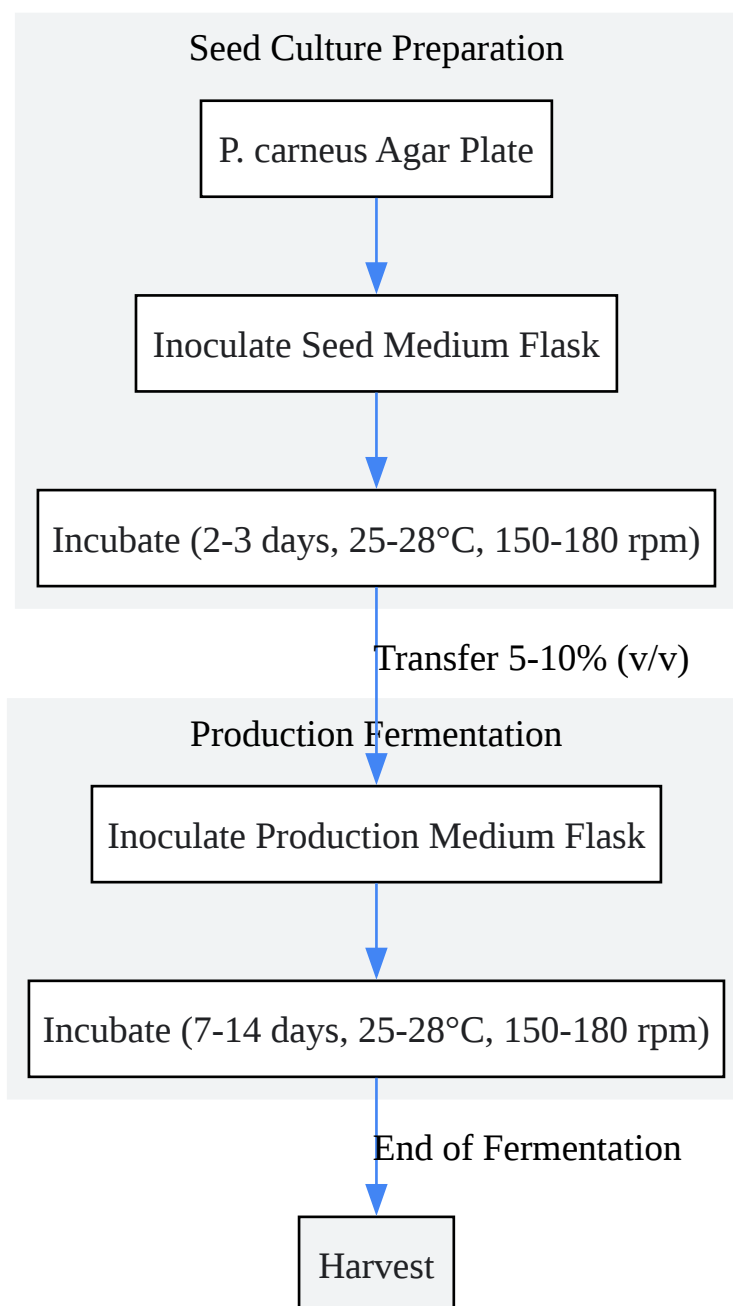 Seed Culture Preparation
P. carneus Agar Plate
Inoculate Seed Medium Flask
Incubate (2-3 days, 25-28°C, 150-180 rpm)
Transfer 5-10% (v/v)
Production Fermentation
Inoculate Production Medium Flask
Incubate (7-14 days, 25-28°C, 150-180 rpm)
End of Fermentation
Harvest